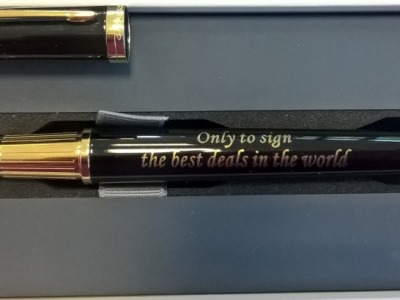 Only to sign
the best deals in the world